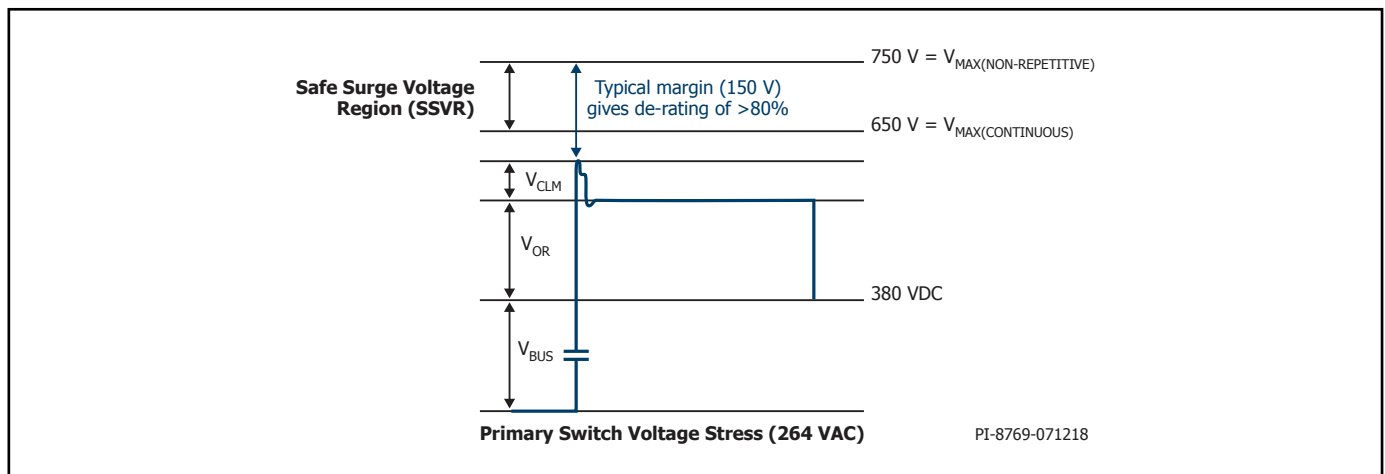 750 V = VMAX(NON-REPETITIVE)
Safe Surge Voltage
Region (SSVR)
Typical margin (150 V)
gives de-rating of >80%
650 V = VMAX(CONTINUOUS)
VCLM
VOR
380 VDC
VBUS
Primary Switch Voltage Stress (264 VAC)
PI-8769-071218